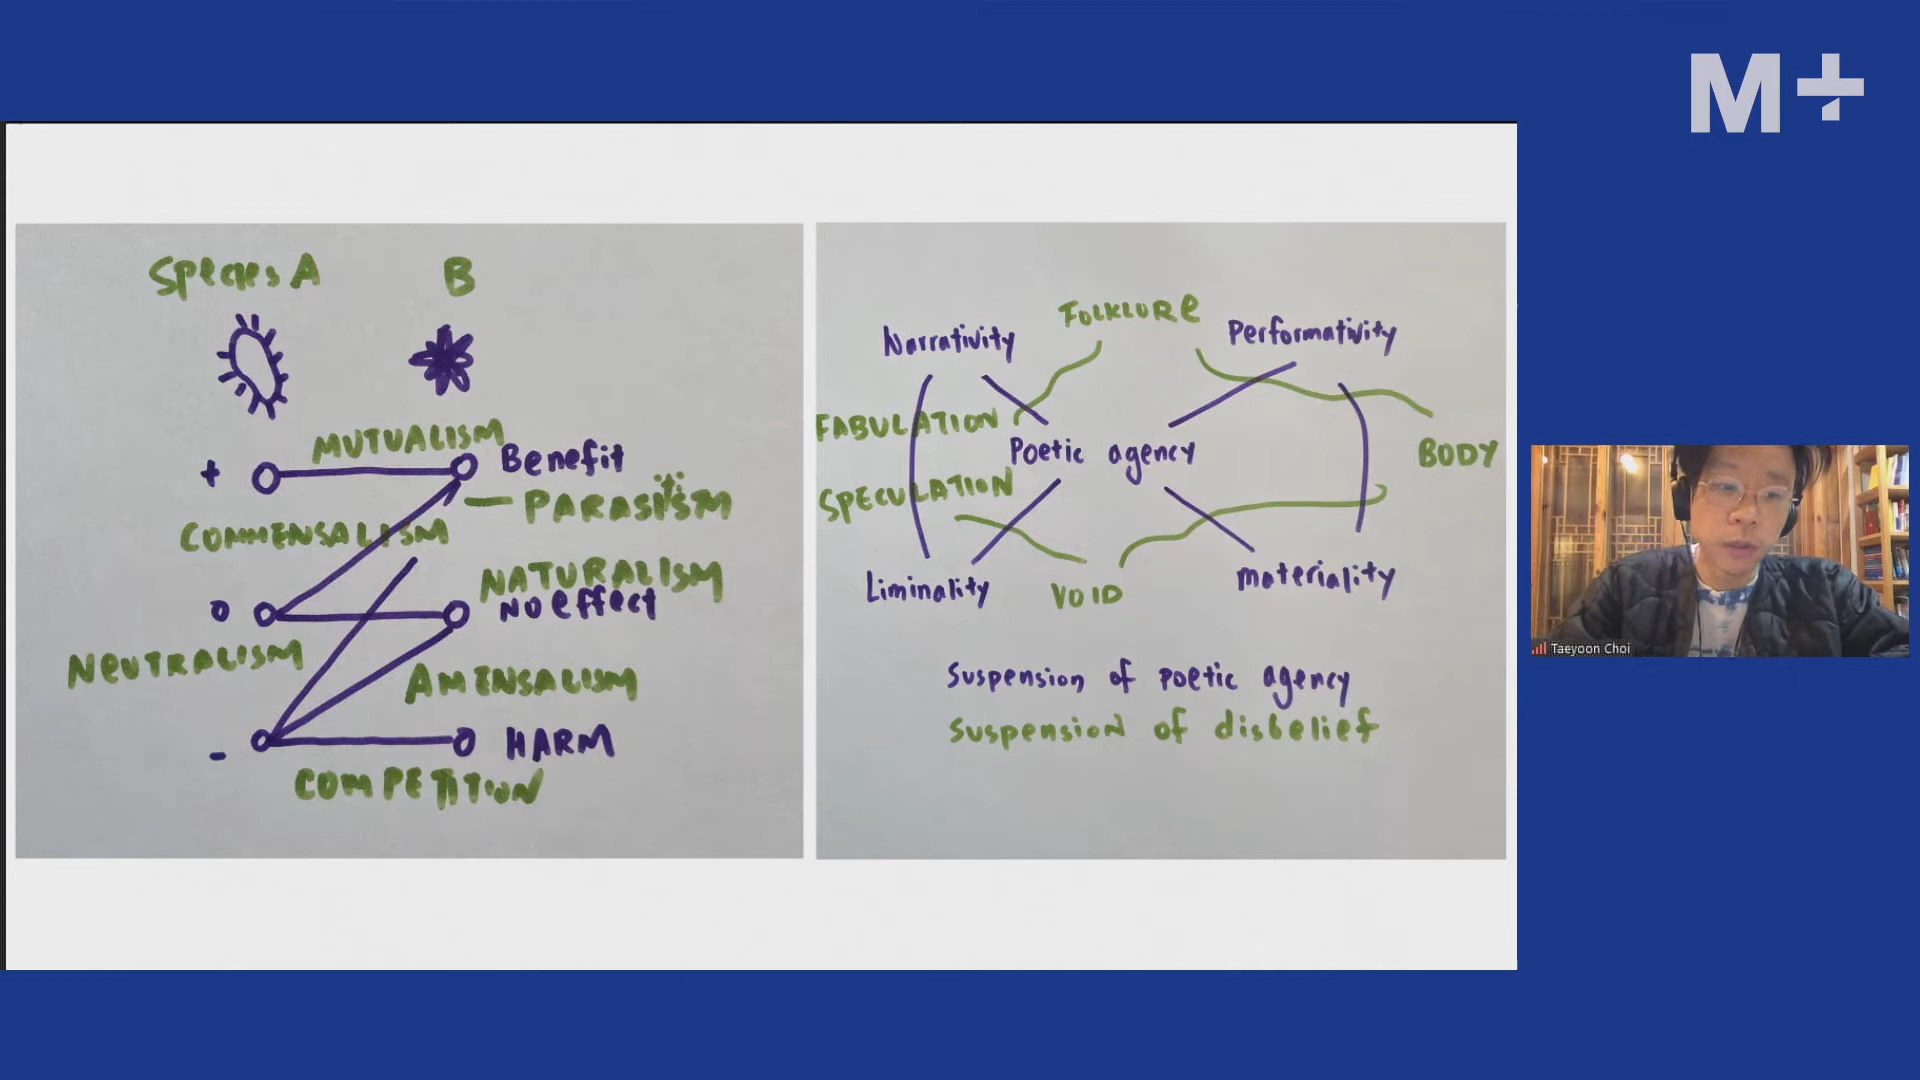 M+
Species A B
MUTUALISM
+ Benefit
PARASITISM
COMMENSALISM
NATURALISM
0 no effect
NEUTRALISM
AMENSALISM
- HARM
COMPETITION
FOLKLORE
Narrativity
Performativity
FABULATION
Poetic agency
BODY
SPECULATION
Liminality
VOID
materiality
Suspension of poetic agency
Suspension of disbelief
Taeyoon Choi